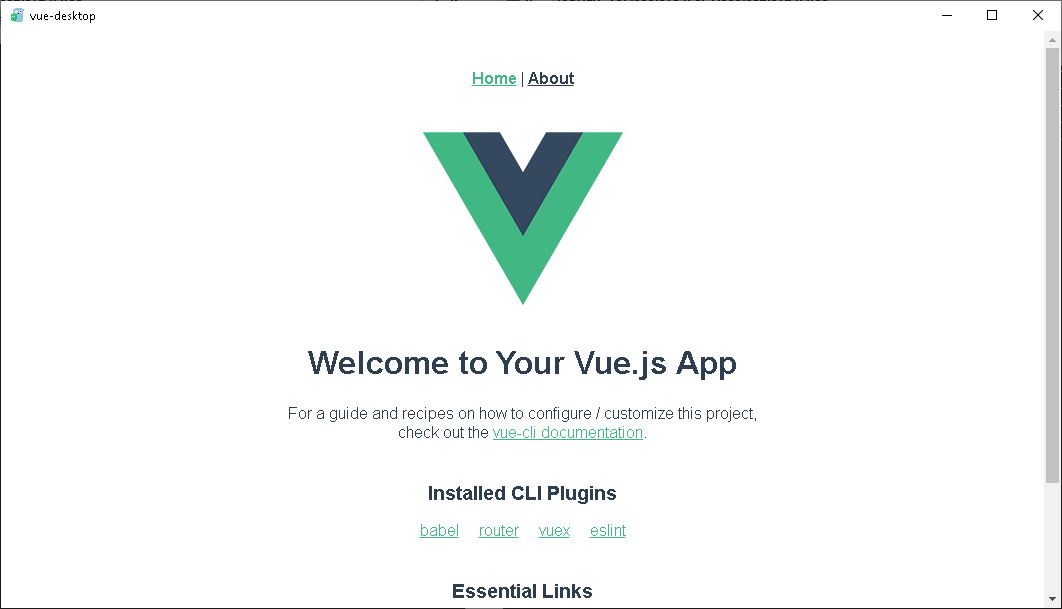 vue-desktop
Home | About
Welcome to Your Vue.js App
For a guide and recipes on how to configure / customize this project,
check out the vue-cli documentation.
Installed CLI Plugins
babel router vuex eslint
Essential Links